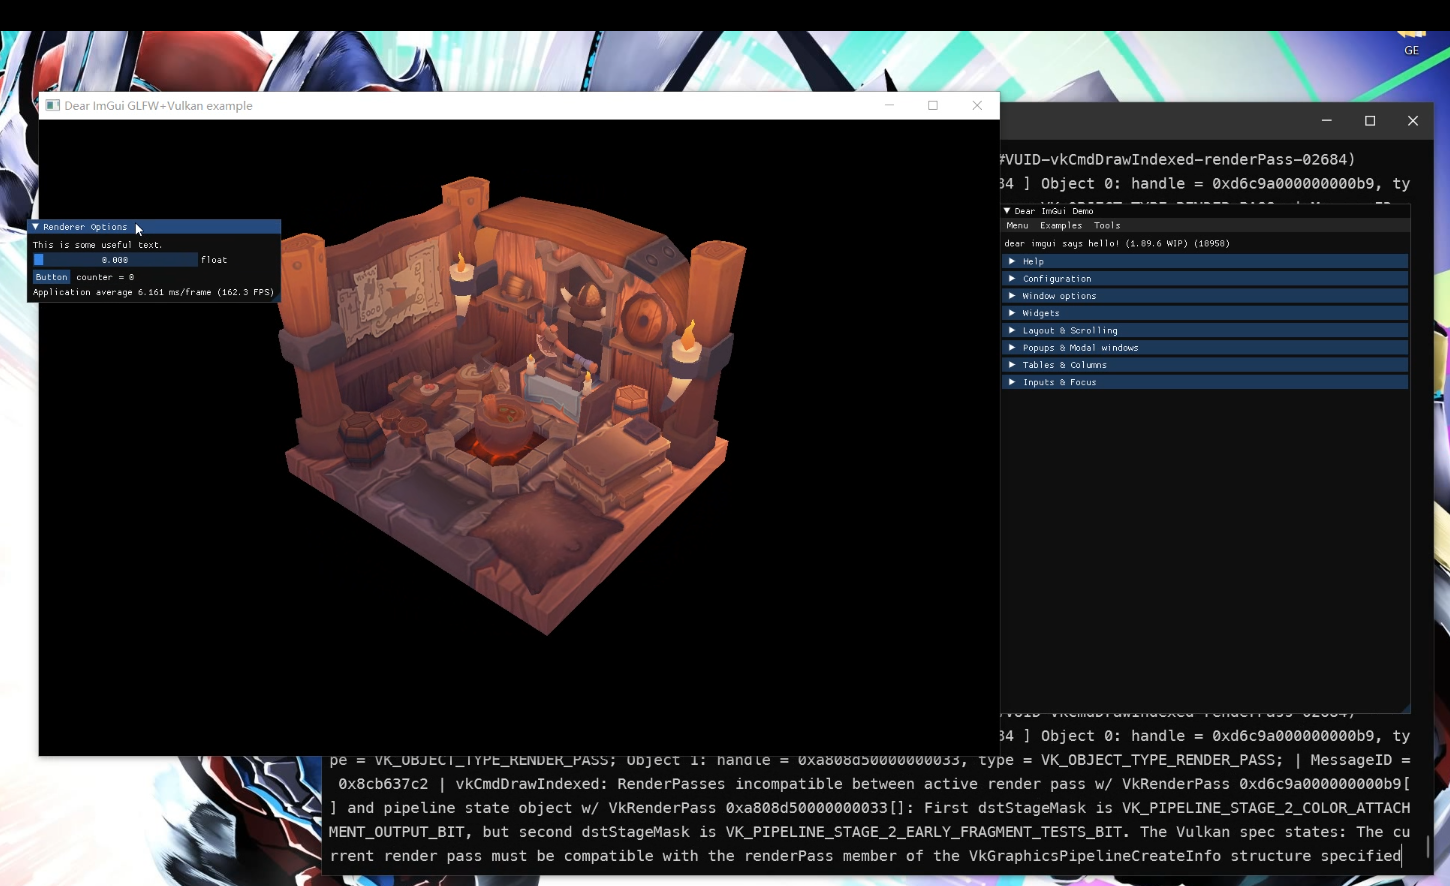 GE
Dear ImGui GLFW+Vulkan example
#VUID-vkCmdDrawIndexed-renderPass-02684)
34 ] Object 0: handle = 0xd6c9a000000000b9, ty
Dear ImGui Demo
Menu Examples Tools
dear imgui says hello! (1.89.6 WIP) (18958)
Help
Configuration
Window options
Widgets
Layout & Scrolling
Popups & Modal windows
Tables & Columns
Inputs & Focus
Renderer Options
This is some useful text.
0.000 float
Button counter = 0
Application average 6.161 ms/frame (162.3 FPS)
34 ] Object 0: handle = 0xd6c9a000000000b9, ty
pe = VK_OBJECT_TYPE_RENDER_PASS; Object 1: handle = 0xa808d50000000033, type = VK_OBJECT_TYPE_RENDER_PASS; | MessageID =
0x8cb637c2 | vkCmdDrawIndexed: RenderPasses incompatible between active render pass w/ VkRenderPass 0xd6c9a000000000b9[
] and pipeline state object w/ VkRenderPass 0xa808d50000000033[]: First dstStageMask is VK_PIPELINE_STAGE_2_COLOR_ATTACH
MENT_OUTPUT_BIT, but second dstStageMask is VK_PIPELINE_STAGE_2_EARLY_FRAGMENT_TESTS_BIT. The Vulkan spec states: The cu
rrent render pass must be compatible with the renderPass member of the VkGraphicsPipelineCreateInfo structure specified